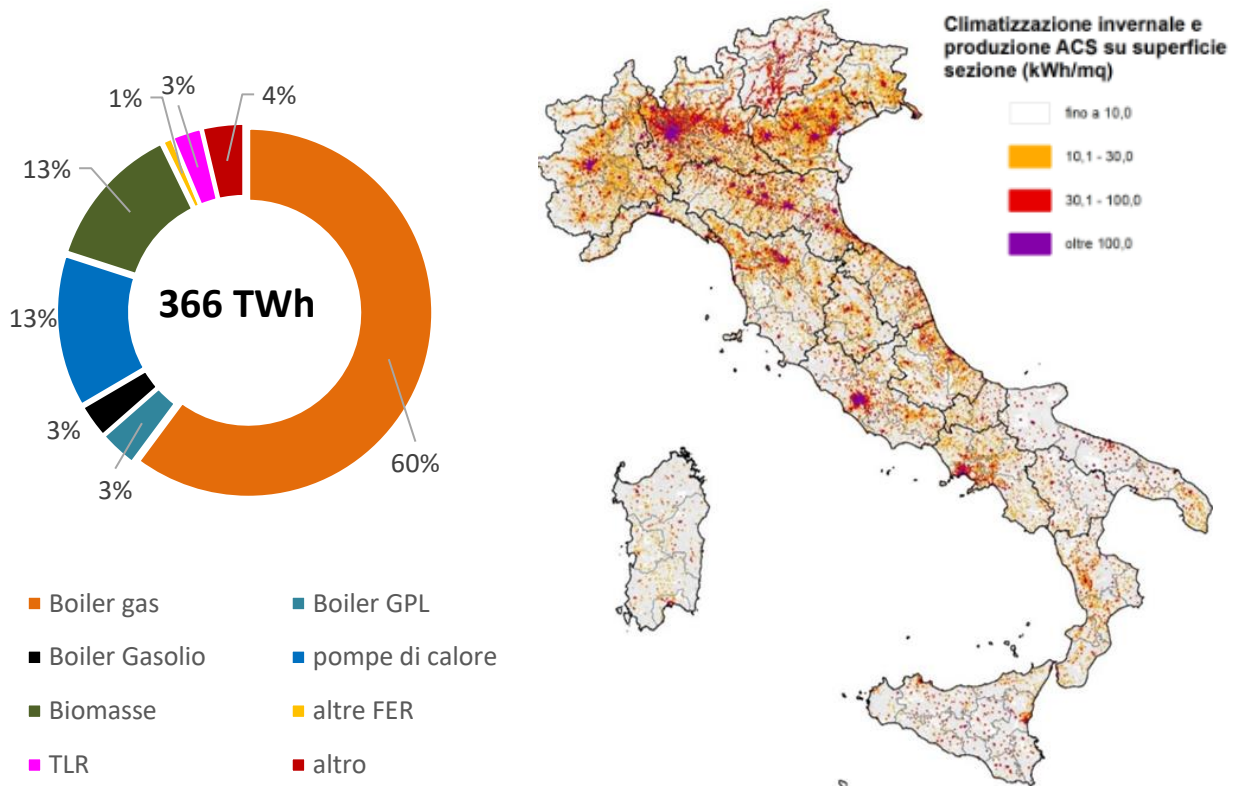 1%
3%
4%
13%
13%
366 TWh
3%
3%
60%
Boiler gas
Boiler GPL
Boiler Gasolio
pompe di calore
Biomasse
altre FER
TLR
altro
Climatizzazione invernale e
produzione ACS su superficie
sezione (kWh/mq)
fino a 10,0
10,1 - 30,0
30,1 - 100,0
oltre 100,0